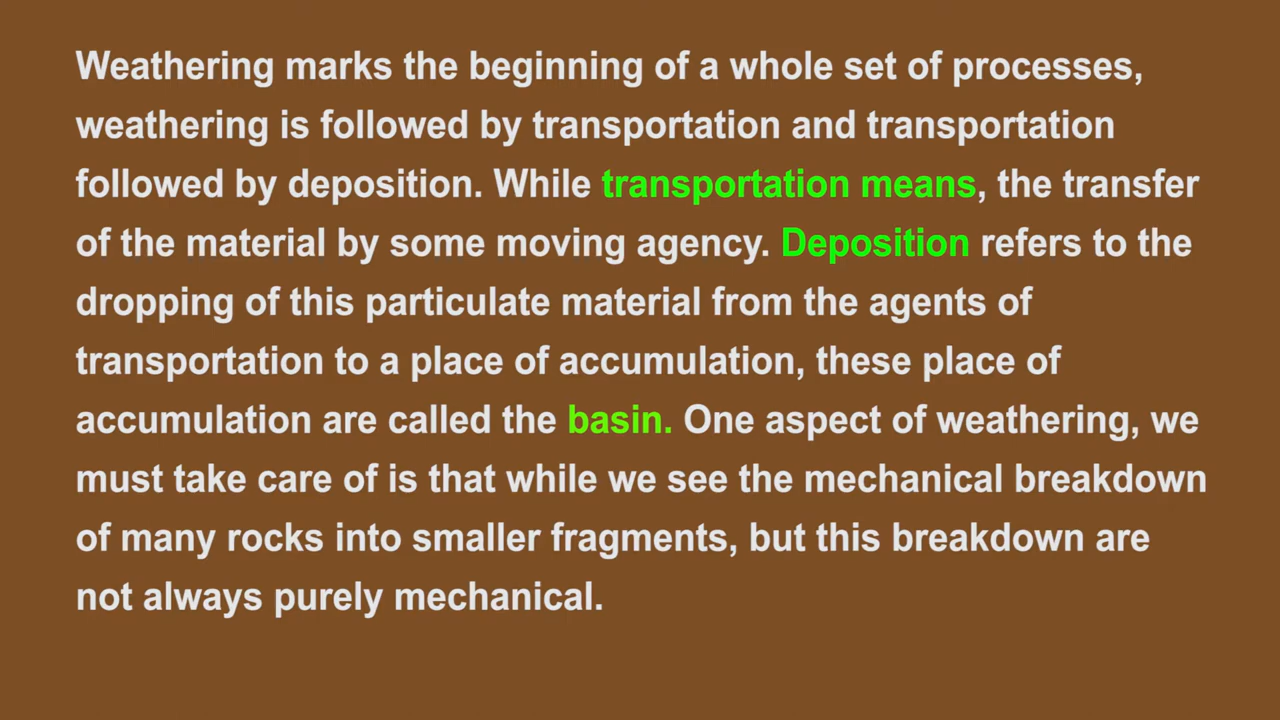 Weathering marks the beginning of a whole set of processes,
weathering is followed by transportation and transportation
followed by deposition. While transportation means, the transfer
of the material by some moving agency. Deposition refers to the
dropping of this particulate material from the agents of
transportation to a place of accumulation, these place of
accumulation are called the basin. One aspect of weathering, we
must take care of is that while we see the mechanical breakdown
of many rocks into smaller fragments, but this breakdown are
not always purely mechanical.